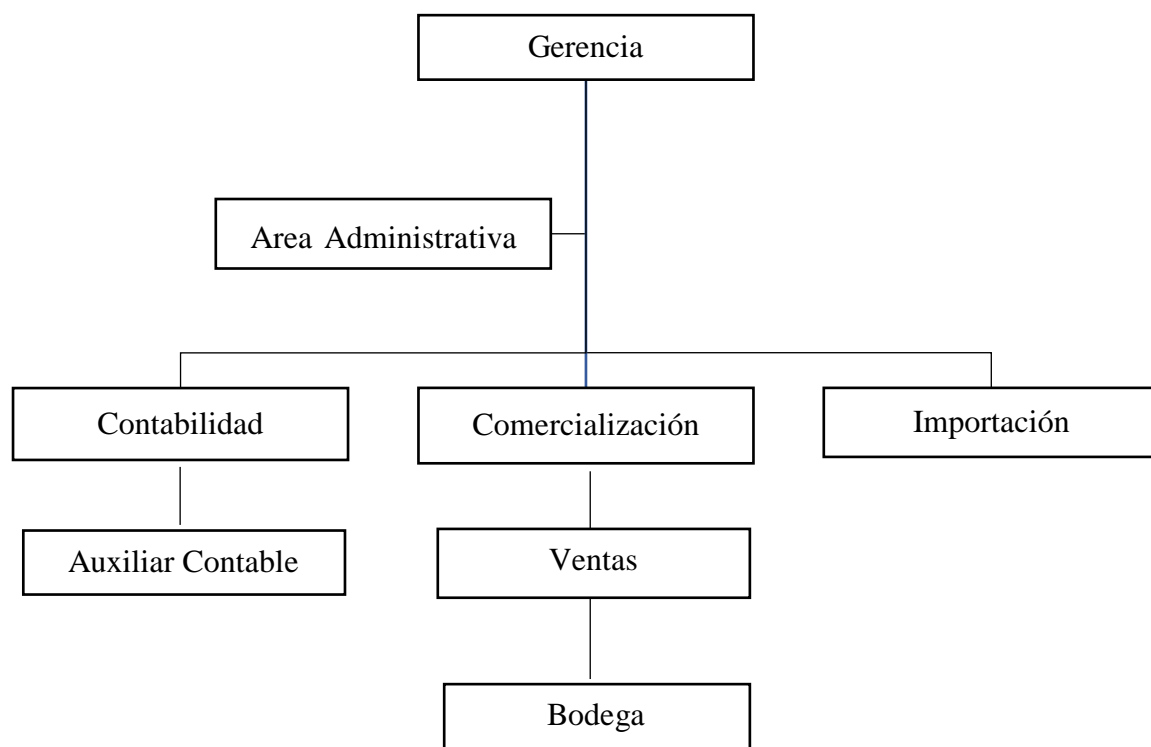 Gerencia
Area Administrativa
Contabilidad
Comercialización
Importación
Auxiliar Contable
Ventas
Bodega